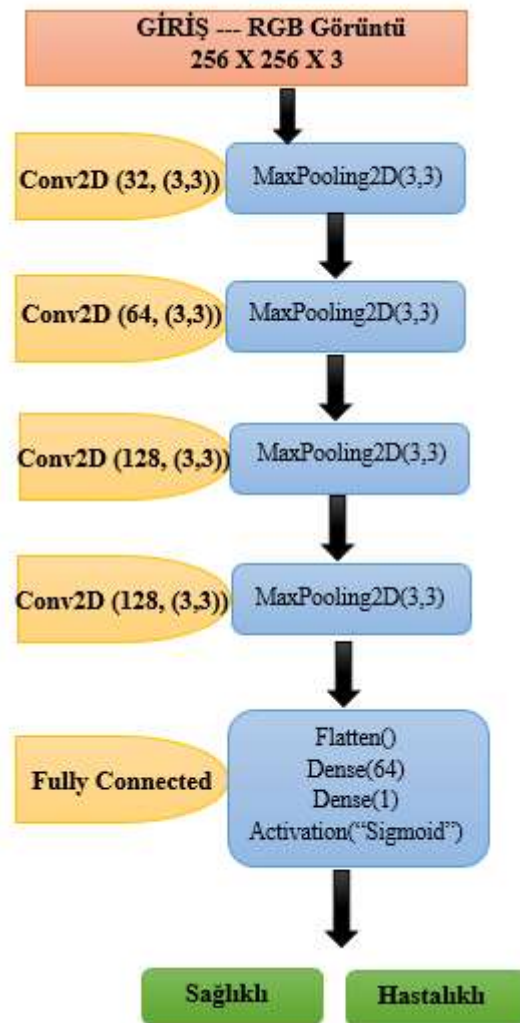 GİRİŞ --- RGB Görüntü
256 X 256 X 3
Conv2D (32, (3,3))
MaxPooling2D(3,3)
Conv2D (64, (3,3))
MaxPooling2D(3,3)
Conv2D (128, (3,3))
MaxPooling2D(3,3)
Conv2D (128, (3,3))
MaxPooling2D(3,3)
Fully Connected
Flatten()
Dense(64)
Dense(1)
Activation(“Sigmoid”)
Sağlıklı
Hastalıklı